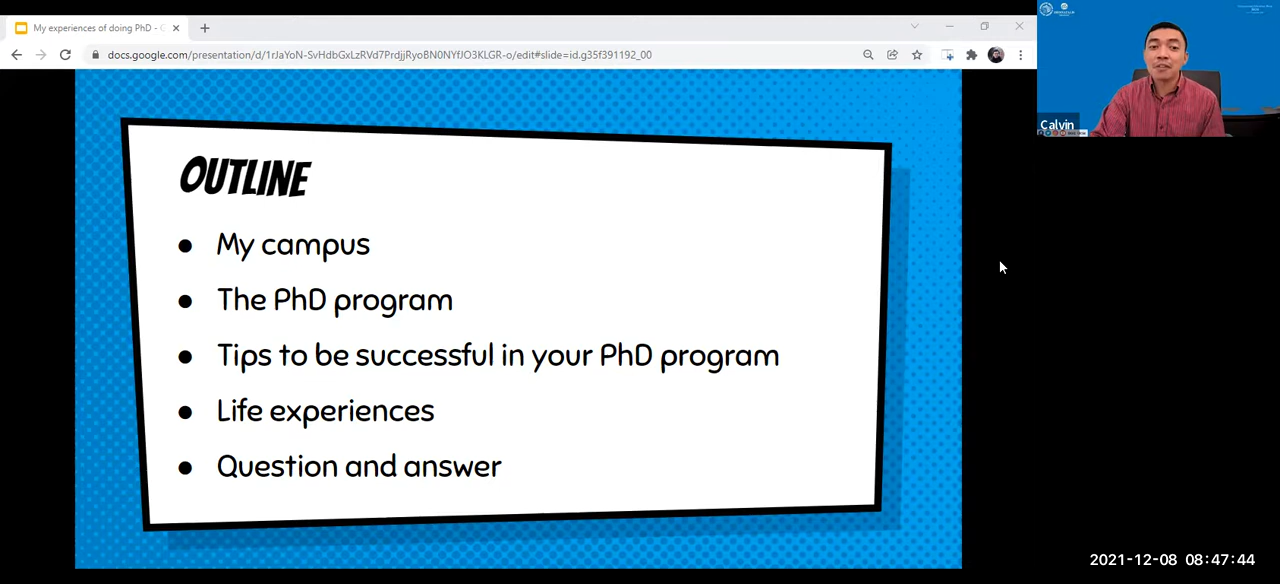 My experiences of doing PhD - G
docs.google.com/presentation/d/1rJaYoN-SvHdbGxLzRVd7PrdjjRyoBN0NYfJO3KLGR-o/edit#slide=id.g35f391192_00
Calvin
OUTLINE
● My campus
● The PhD program
● Tips to be successful in your PhD program
● Life experiences
● Question and answer
2021-12-08 08:47:44